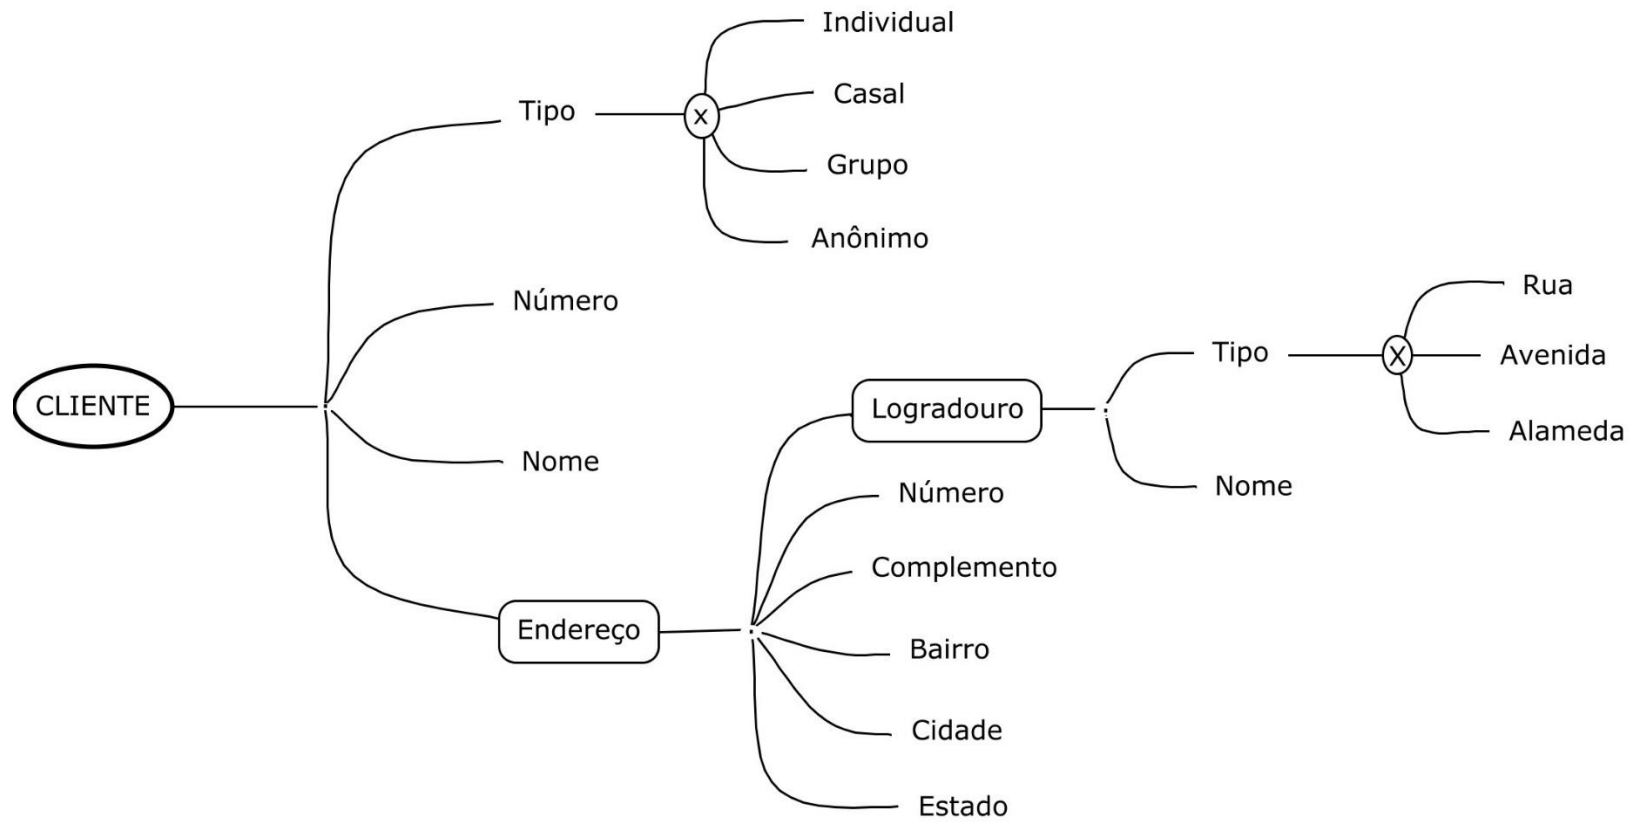 Individual
Casal
Tipo
x
Grupo
Anônimo
Número
CLIENTE
Nome
Endereço
Logradouro
Número
Complemento
Bairro
Cidade
Estado
Tipo
X
Nome
Rua
Avenida
Alameda